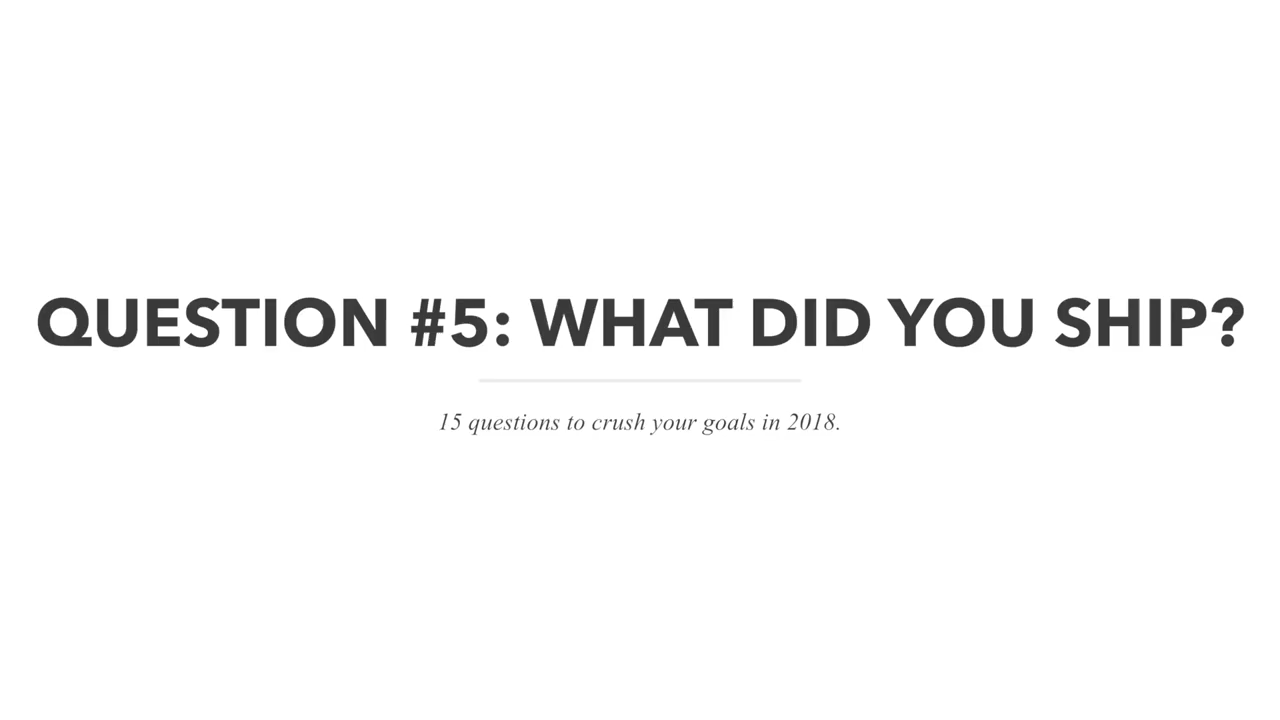 QUESTION #5: WHAT DID YOU SHIP?
15 questions to crush your goals in 2018.